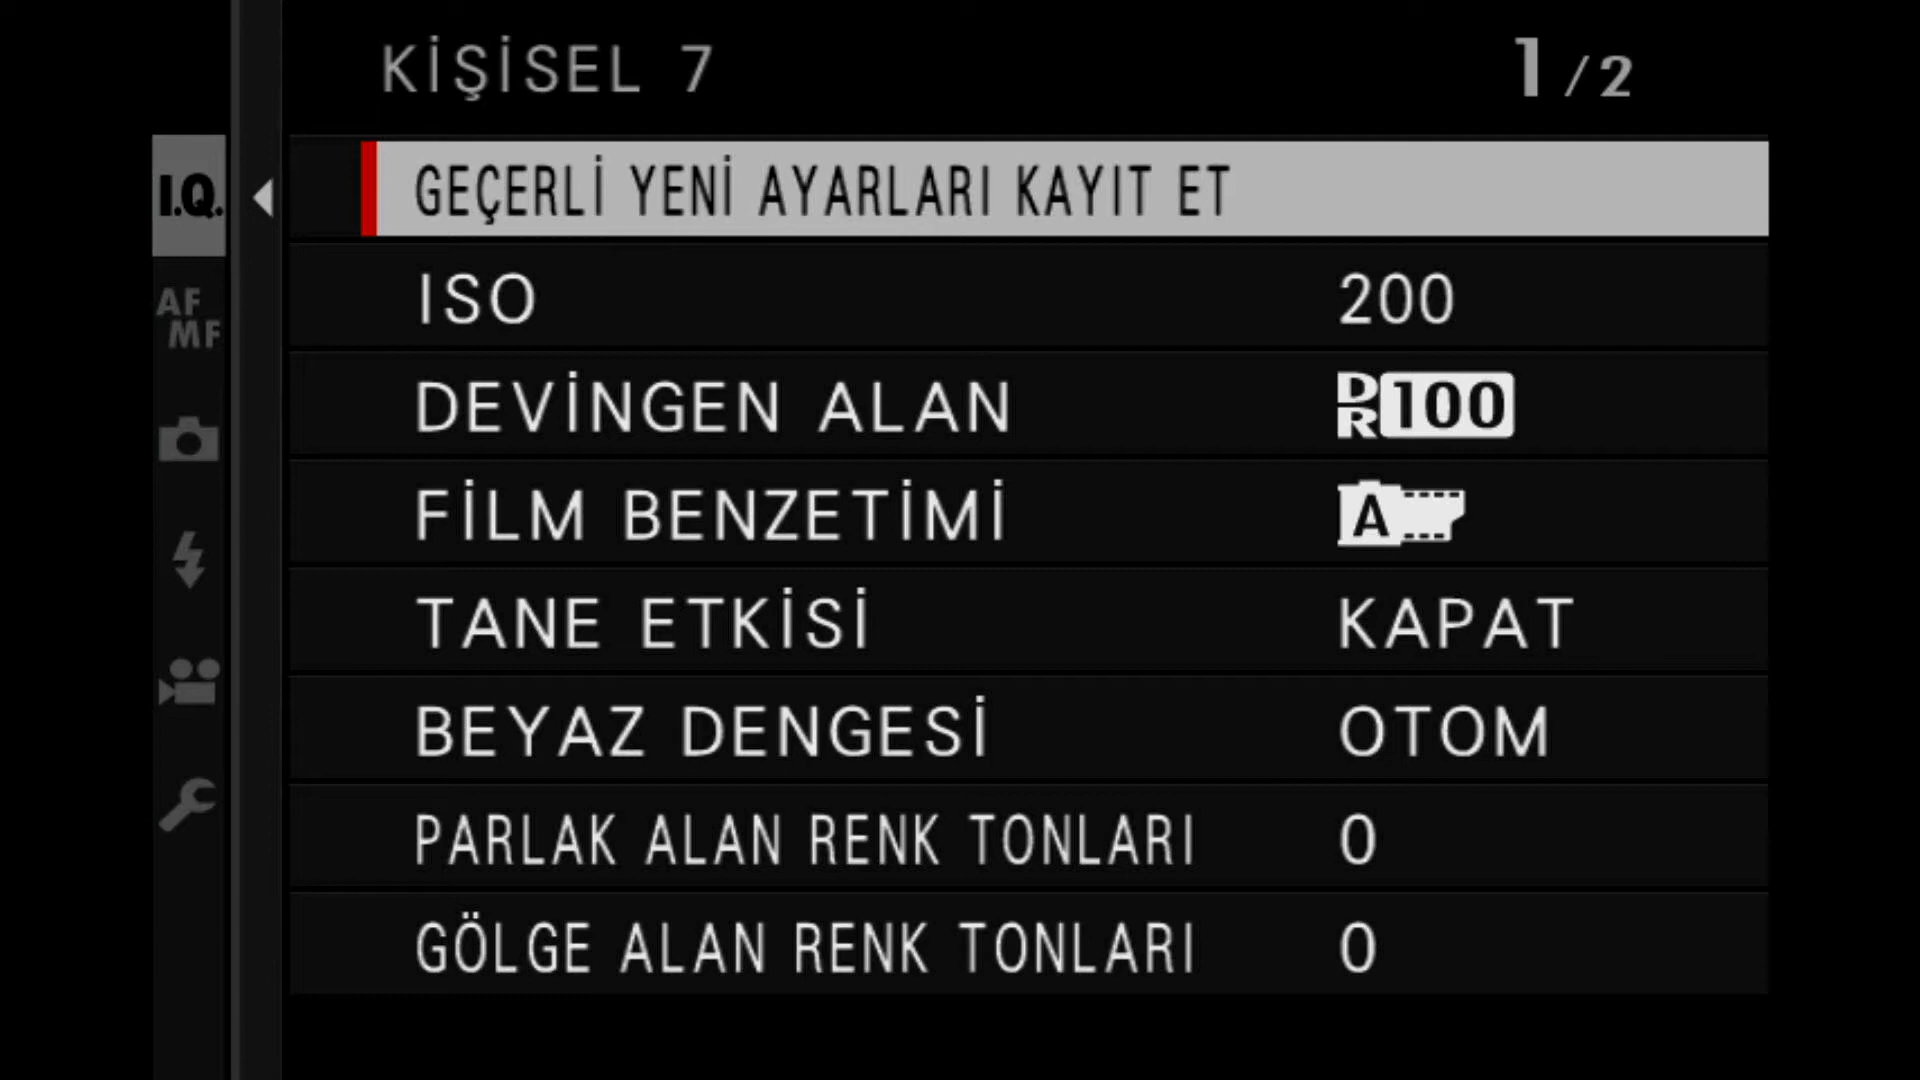 KİŞİSEL 7 1/2
I.Q.
GEÇERLİ YENİ AYARLARI KAYIT ET
ISO 200
AF
MF
DEVİNGEN ALAN DR100
FİLM BENZETİMİ A
TANE ETKİSİ KAPAT
BEYAZ DENGESİ OTOM
PARLAK ALAN RENK TONLARI 0
GÖLGE ALAN RENK TONLARI 0